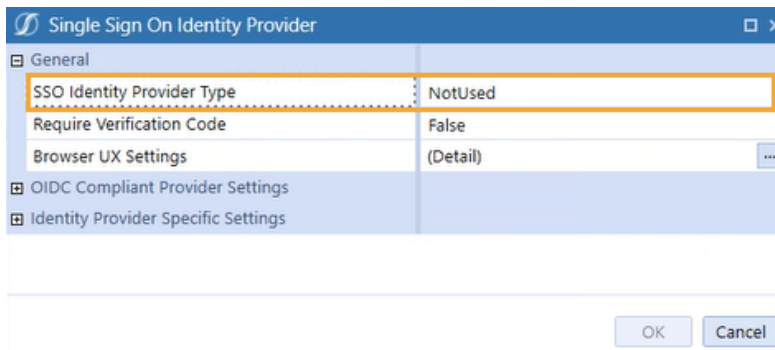 Single Sign On Identity Provider
General
SSO Identity Provider Type NotUsed
Require Verification Code False
Browser UX Settings (Detail) ...
OIDC Compliant Provider Settings
Identity Provider Specific Settings
OK Cancel